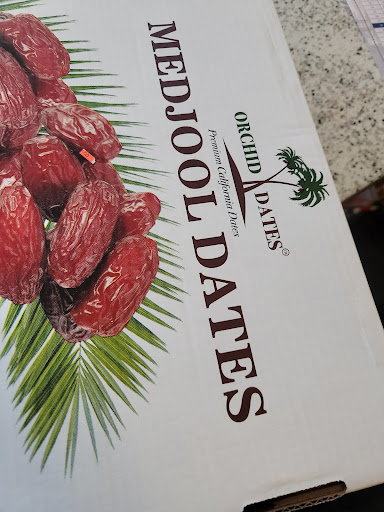 ORCHID DATES®
Premium California Dates
MEDJOOL DATES